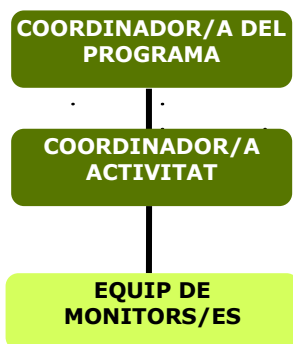 COORDINADOR/A DEL
PROGRAMA
COORDINADOR/A
ACTIVITAT
EQUIP DE
MONITORS/ES